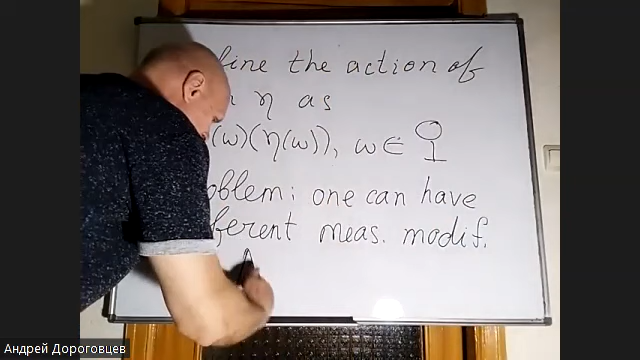 fine the action of
η as
(ω)(η(ω)), ω ∈ Ω
oblem: one can have
ferent meas. modif.
Андрей Дороговцев